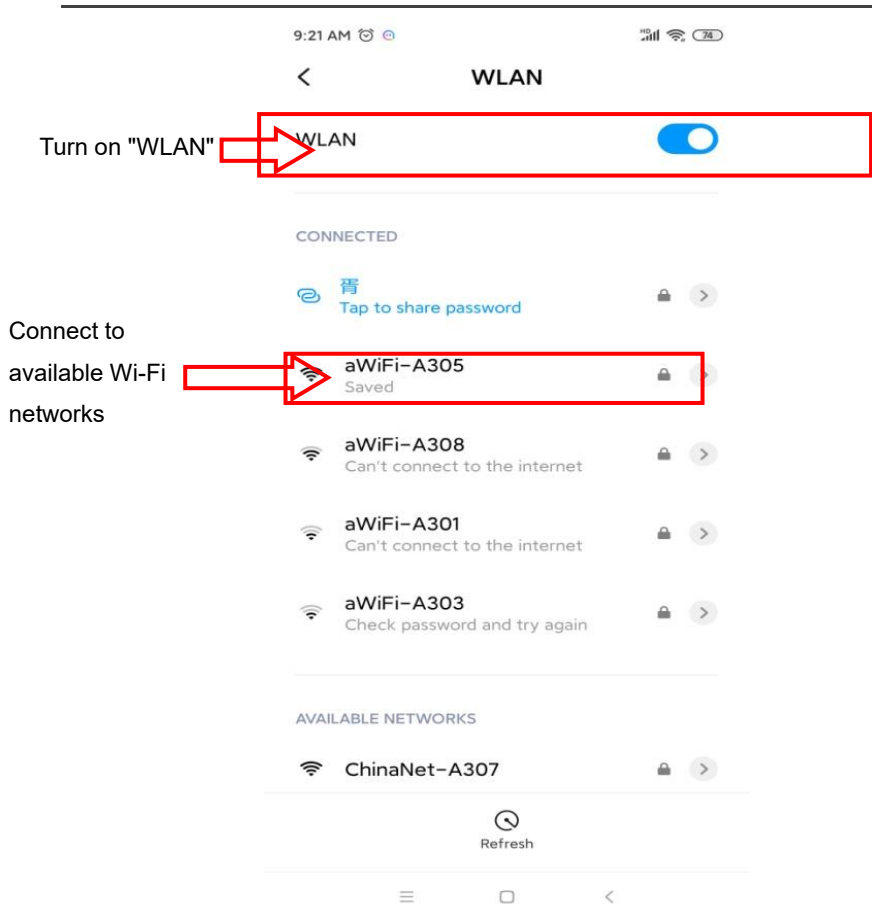 9:21 AM
HD 74
WLAN
Turn on "WLAN"
WLAN
CONNECTED
胥
Tap to share password
Connect to
available Wi-Fi
networks
aWiFi-A305
Saved
aWiFi-A308
Can't connect to the internet
aWiFi-A301
Can't connect to the internet
aWiFi-A303
Check password and try again
AVAILABLE NETWORKS
ChinaNet-A307
Refresh